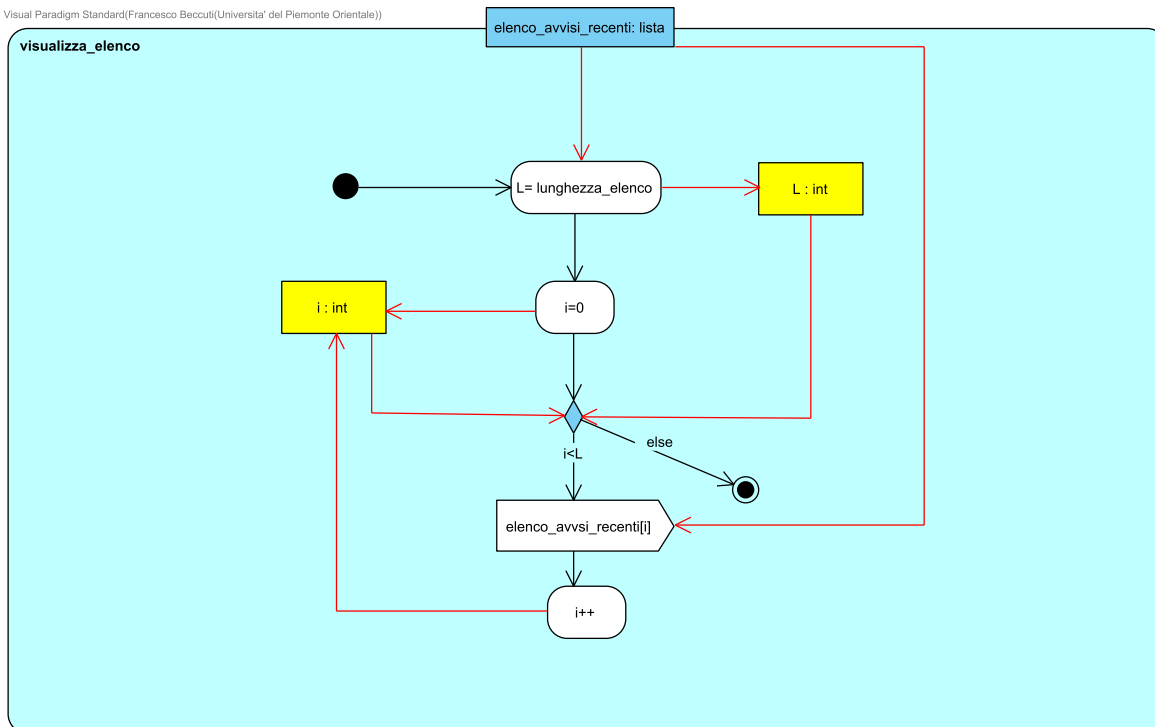 Visual Paradigm Standard(Francesco Beccuti(Universita' del Piemonte Orientale))
elenco_avvisi_recenti: lista
visualizza_elenco
L= lunghezza_elenco
L : int
i : int
i=0
else
i<L
elenco_avvsi_recenti[i]
i++